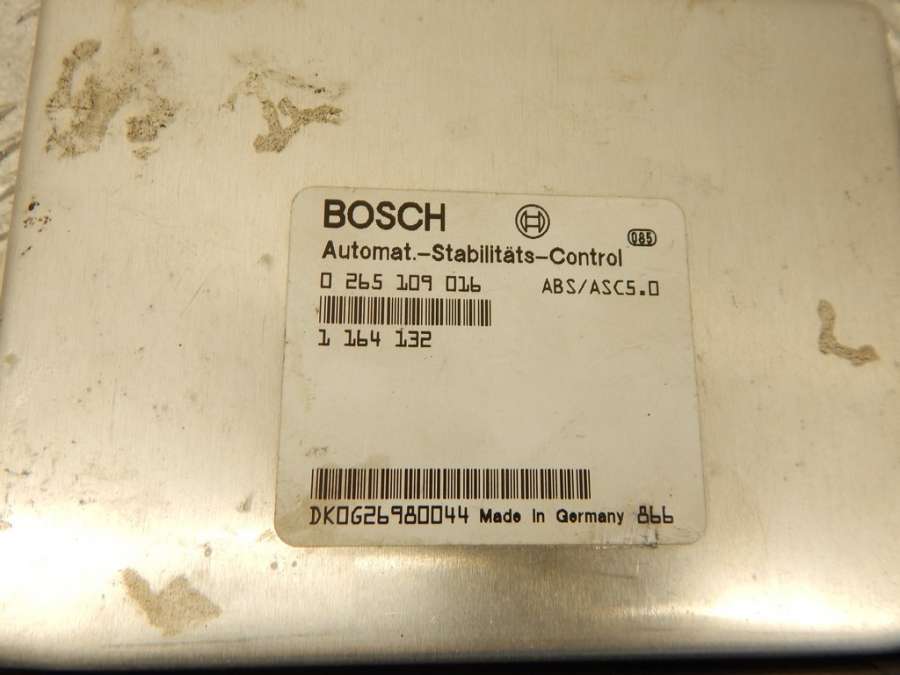 BOSCH
085
Automat.-Stabilitäts-Control
0 265 109 016 ABS/ASC5.0
1 164 132
DK0G26980044 Made in Germany 866